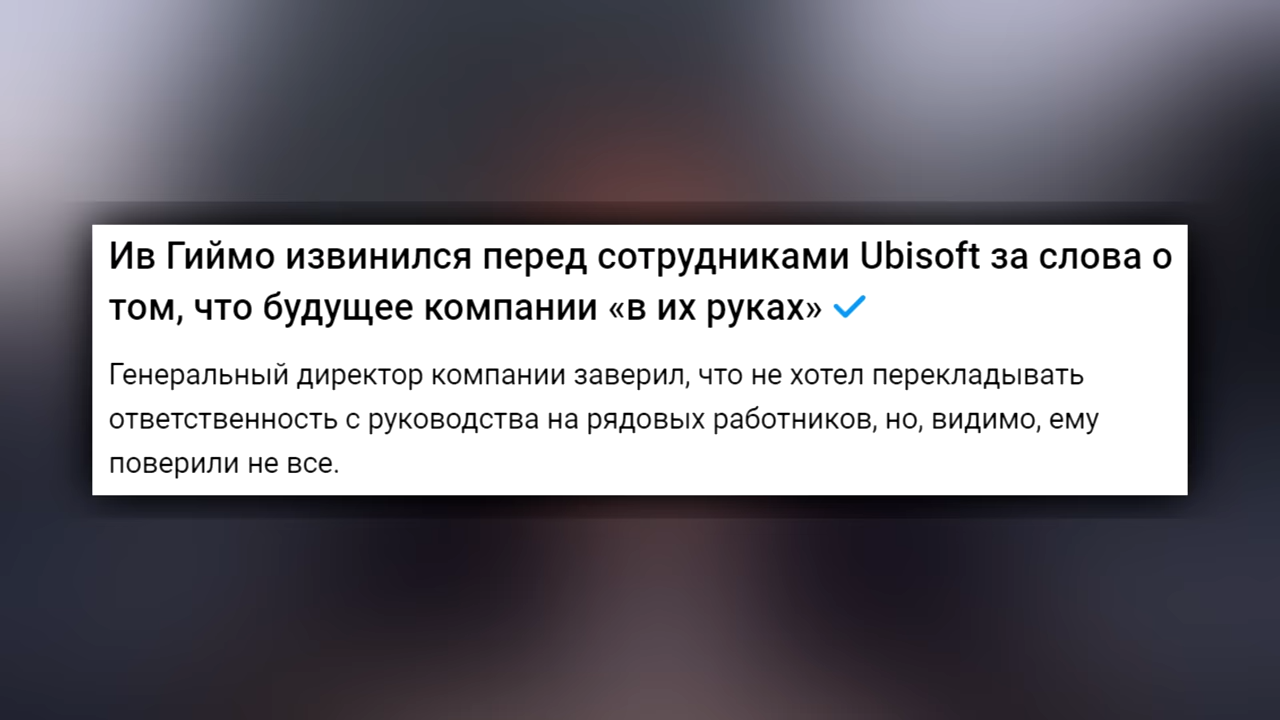 Ив Гиймо извинился перед сотрудниками Ubisoft за слова о
том, что будущее компании «в их руках»
Генеральный директор компании заверил, что не хотел перекладывать
ответственность с руководства на рядовых работников, но, видимо, ему
поверили не все.